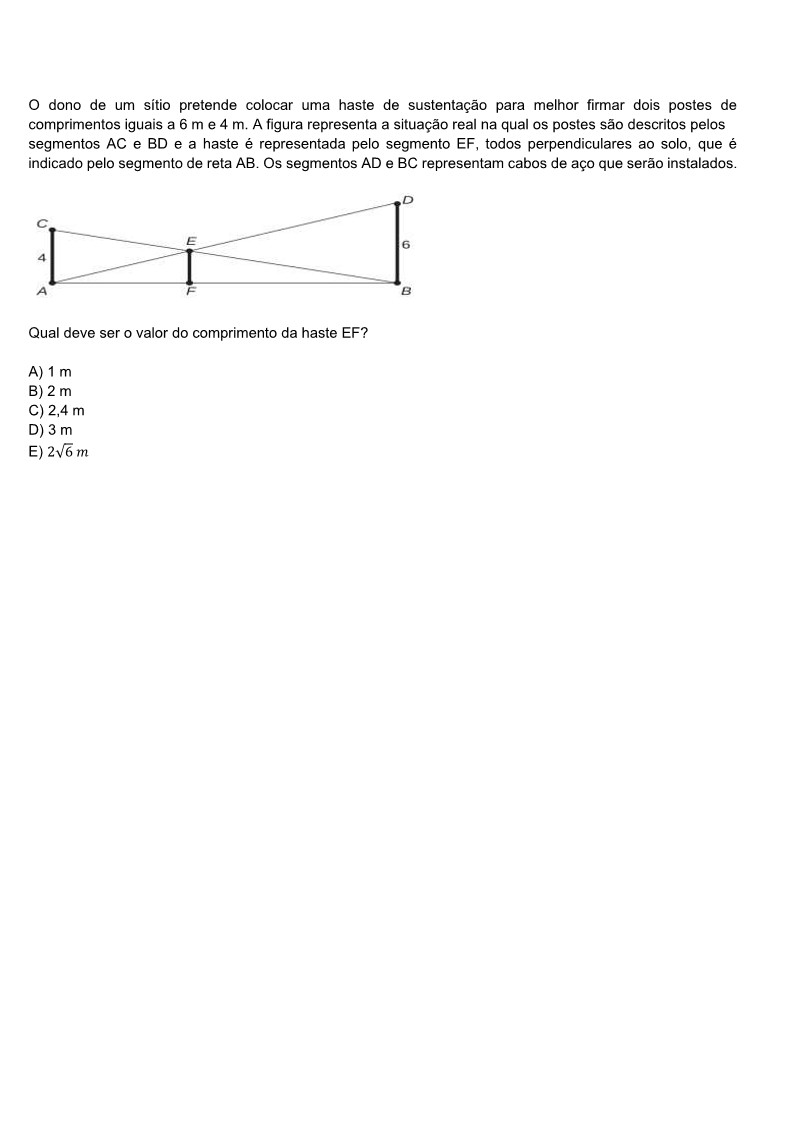 O dono de um sítio pretende colocar uma haste de sustentação para melhor firmar dois postes de
comprimentos iguais a 6 m e 4 m. A figura representa a situação real na qual os postes são descritos pelos
segmentos AC e BD e a haste é representada pelo segmento EF, todos perpendiculares ao solo, que é
indicado pelo segmento de reta AB. Os segmentos AD e BC representam cabos de aço que serão instalados.
D
C
E
6
4
A
F
B
Qual deve ser o valor do comprimento da haste EF?
A) 1 m
B) 2 m
C) 2,4 m
D) 3 m
E) 2√6 m